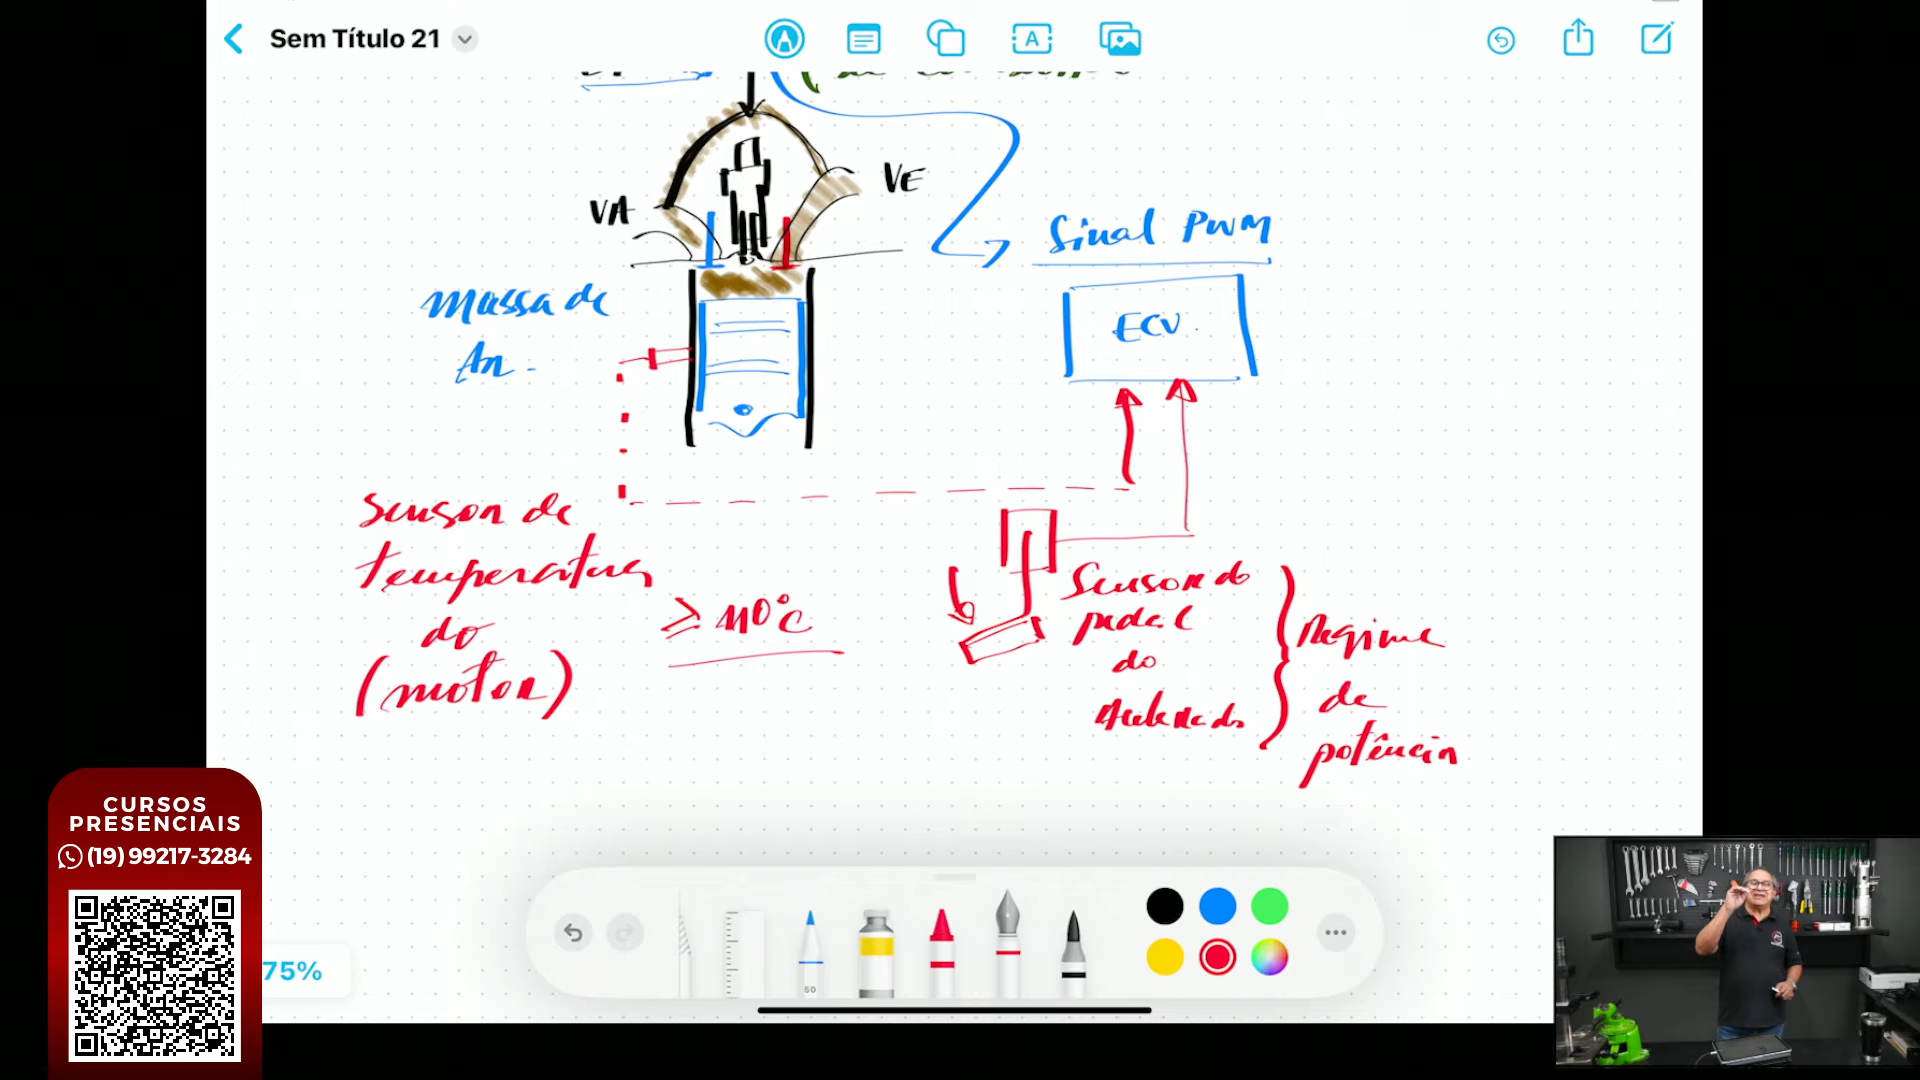 Sem Título 21
VA
VE
Sinal PWM
Massa de
Ar.
ECU.
Sensor de
temperatura
do
(motor)
≥ 110°C
Sensor do
pedal
do
Regime
de
potência
CURSOS
PRESENCIAIS
(19) 99217-3284
75%
50